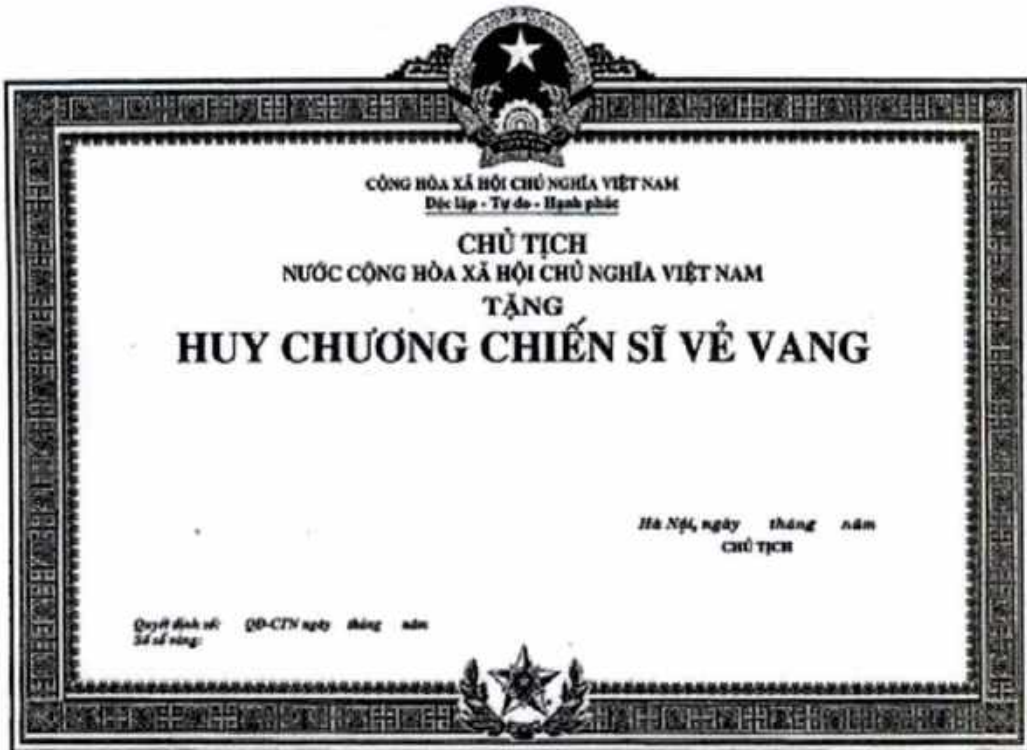 CỘNG HÒA XÃ HỘI CHỦ NGHĨA VIỆT NAM
Độc lập - Tự do - Hạnh phúc
CHỦ TỊCH
NƯỚC CỘNG HÒA XÃ HỘI CHỦ NGHĨA VIỆT NAM
TẶNG
HUY CHƯƠNG CHIẾN SĨ VẺ VANG
Hà Nội, ngày tháng năm
CHỦ TỊCH
Quyết định số: QĐ-CTN ngày tháng năm
Số sổ vàng: